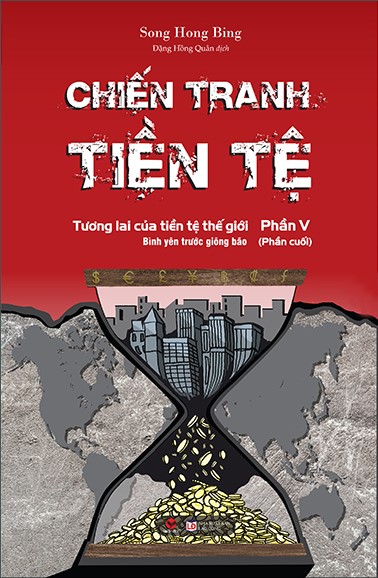 Song Hong Bing
Đặng Hồng Quân dịch
CHIẾN TRANH
TIỀN TỆ
Tương lai của tiền tệ thế giới Phần V
Bình yên trước giông bão (Phần cuối)
$ € £ ¥ ฿ ₡ ƒ